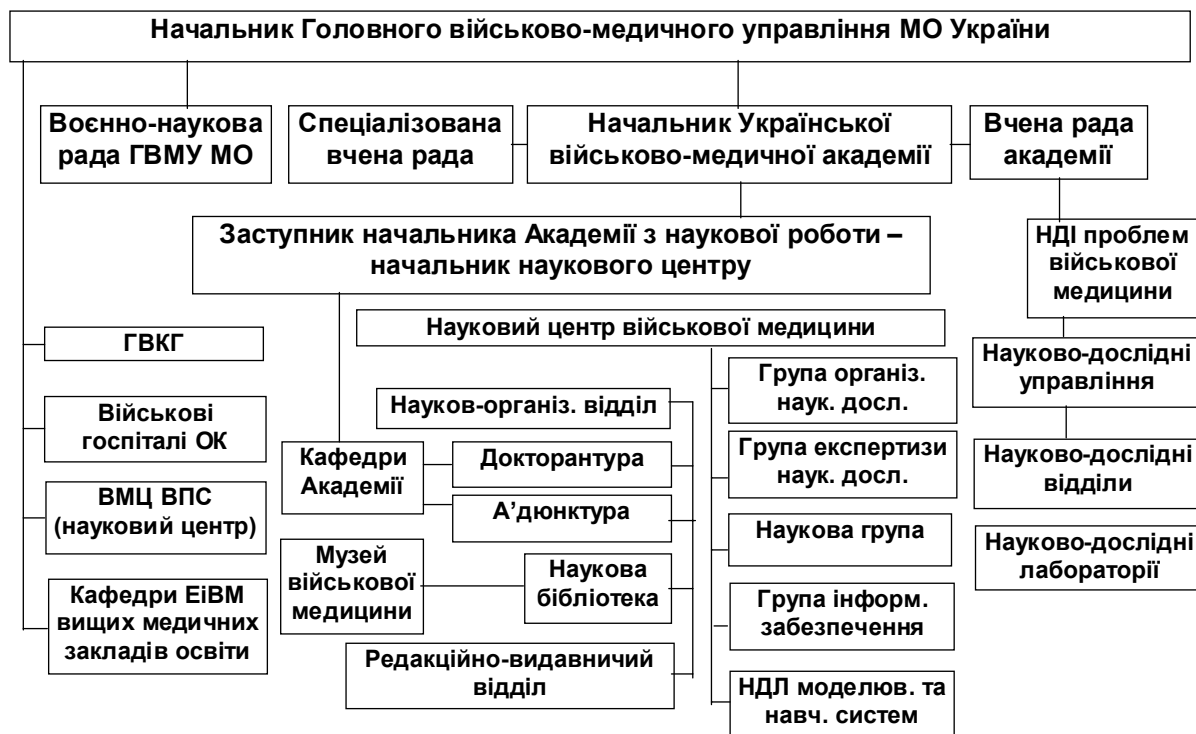 Начальник Головного військово-медичного управління МО України
Воєнно-наукова
рада ГВМУ МО
Спеціалізована
вчена рада
Начальник Української
військово-медичної академії
Вчена рада
академії
Заступник начальника Академії з наукової роботи –
начальник наукового центру
НДІ проблем
військової
медицини
ГВКГ
Військові
госпіталі ОК
ВМЦ ВПС
(науковий центр)
Кафедри ЕіВМ
вищих медичних
закладів освіти
Науковий центр військової медицини
Науков-організ. відділ
Кафедри
Академії
Докторантура
А’дюнктура
Музей
військової
медицини
Наукова
бібліотека
Редакційно-видавничий
відділ
Група організ.
наук. досл.
Група експертизи
наук. досл.
Наукова група
Група інформ.
забезпечення
НДЛ моделюв. та
навч. систем
Науково-дослідні
управління
Науково-дослідні
відділи
Науково-дослідні
лабораторії